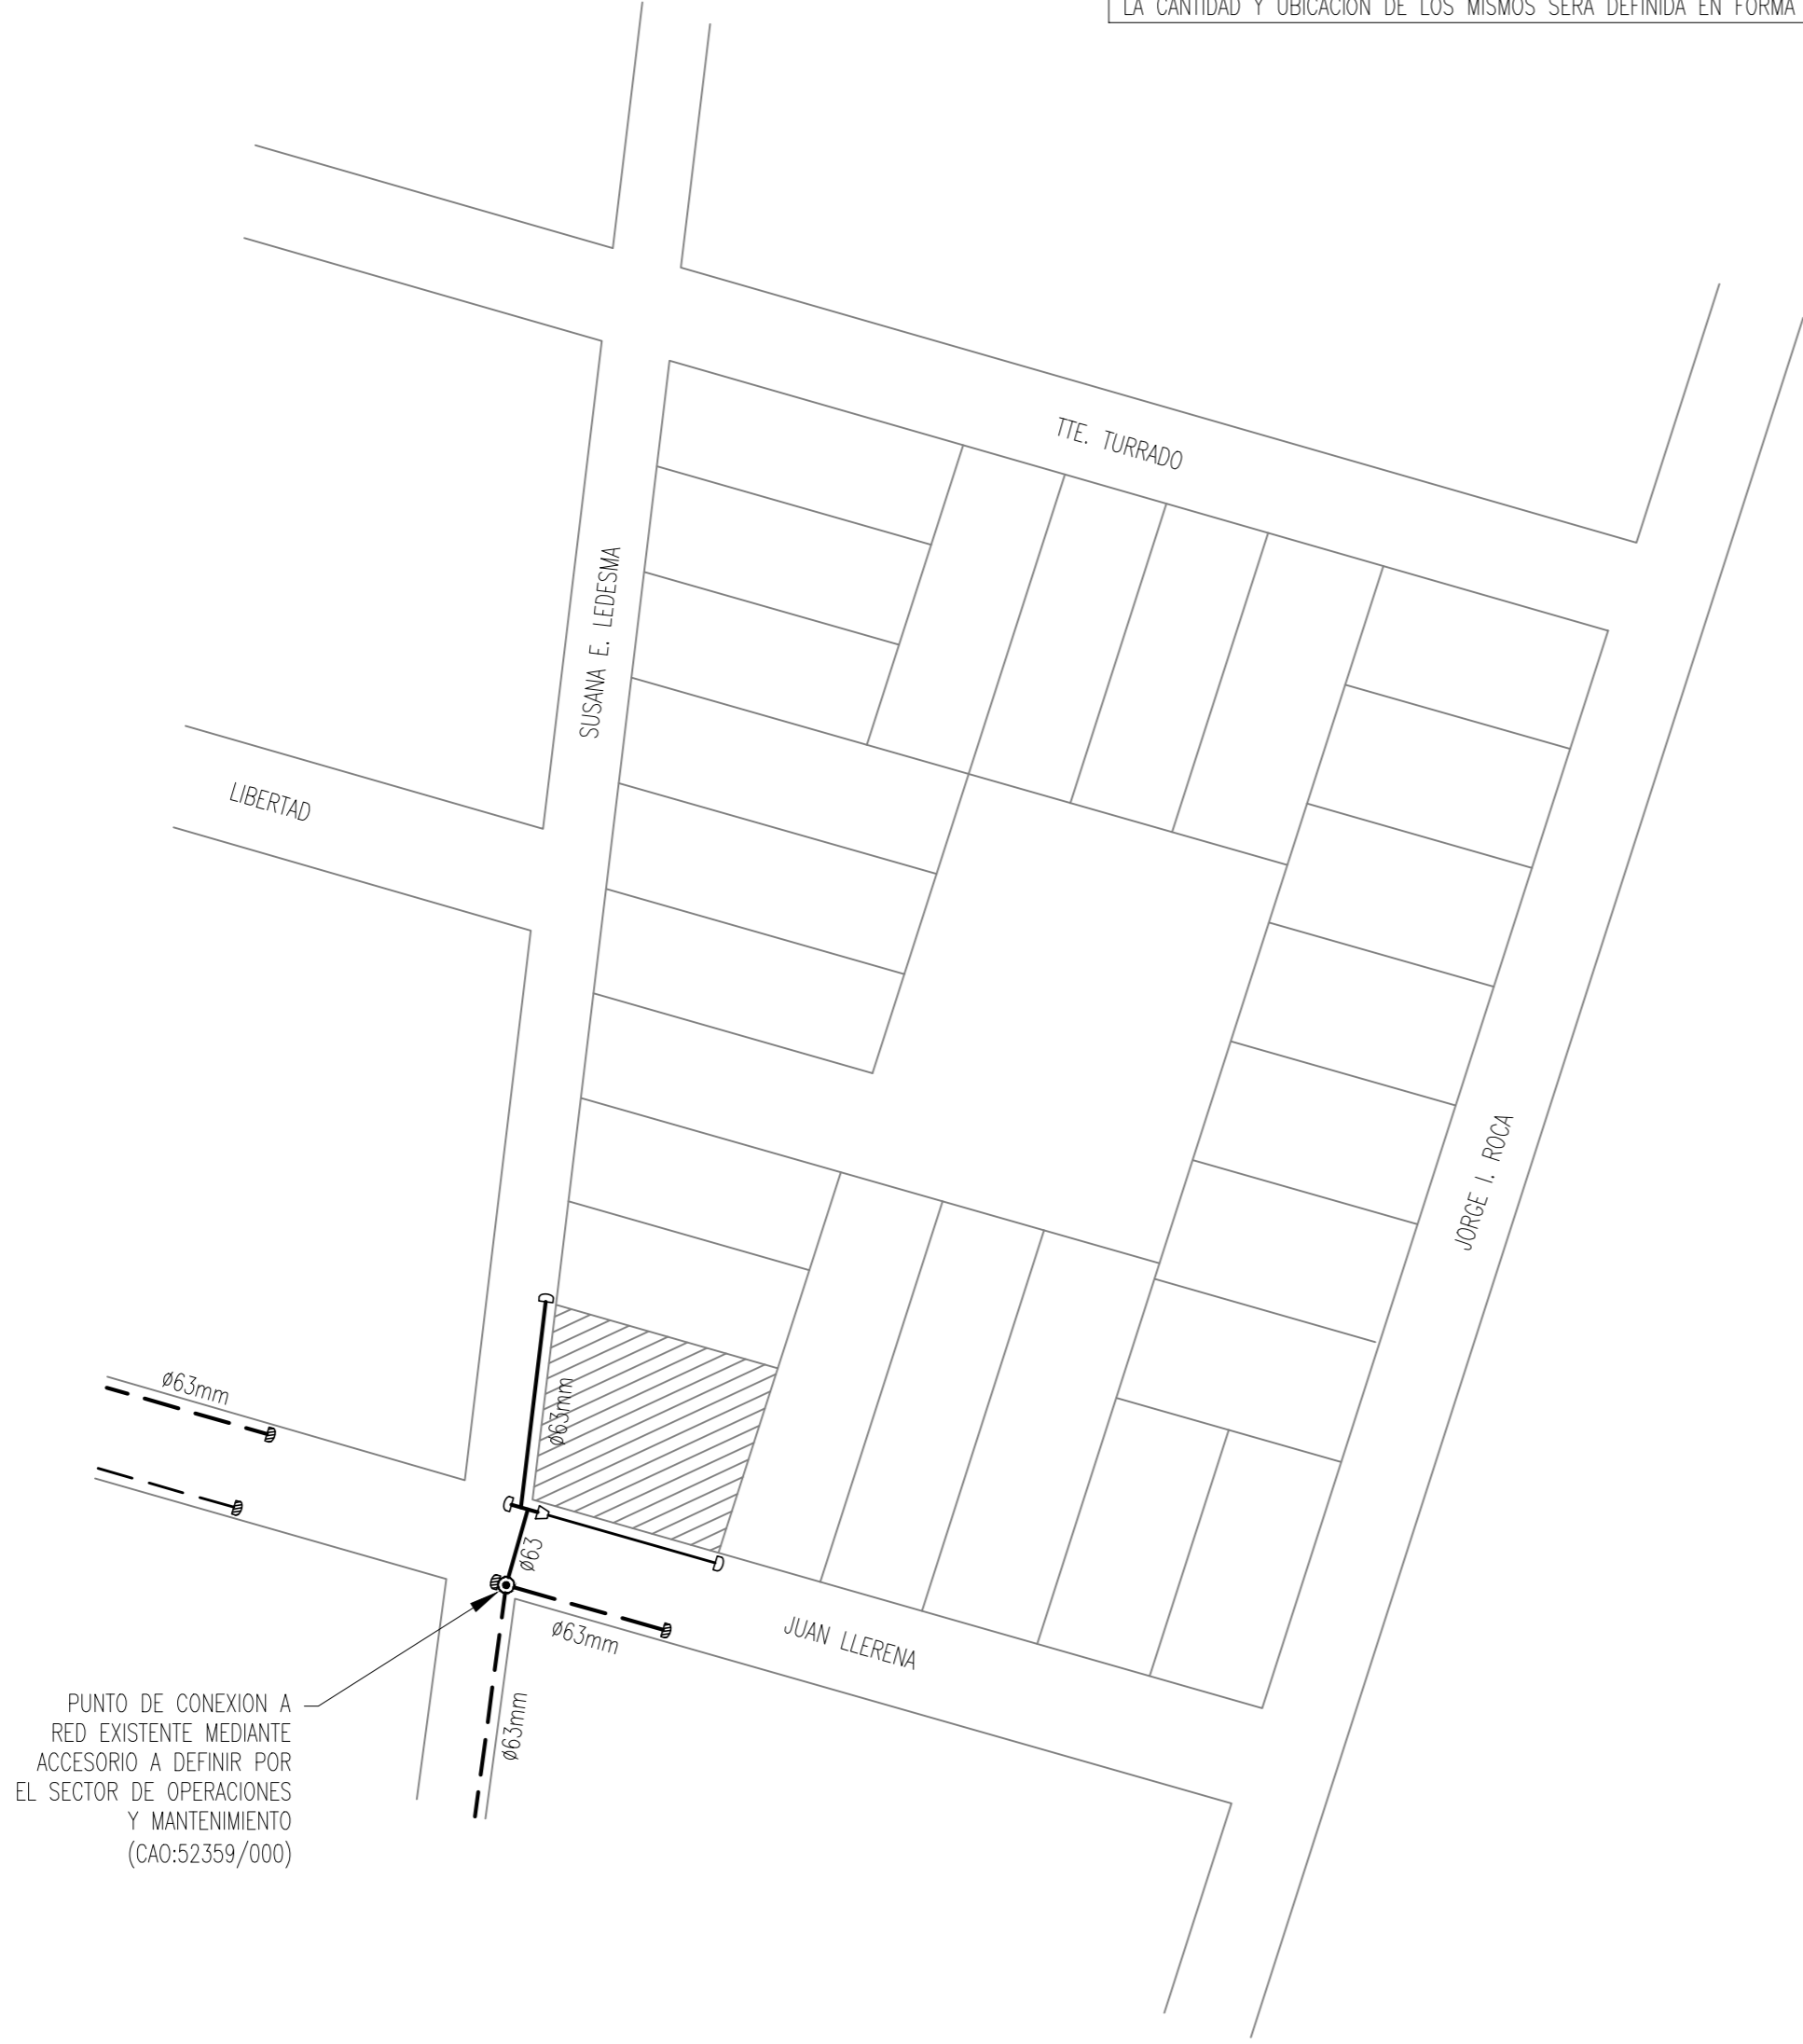 LA CANTIDAD Y UBICACION DE LOS MISMOS SERA DEFINIDA EN FORMA
TTE. TURRADO
SUSANA E. LEDESMA
LIBERTAD
JORGE I. ROCA
ø63mm
ø63mm
ø63
ø63mm
JUAN LLERENA
ø63mm
PUNTO DE CONEXION A
RED EXISTENTE MEDIANTE
ACCESORIO A DEFINIR POR
EL SECTOR DE OPERACIONES
Y MANTENIMIENTO
(CAO:52359/000)